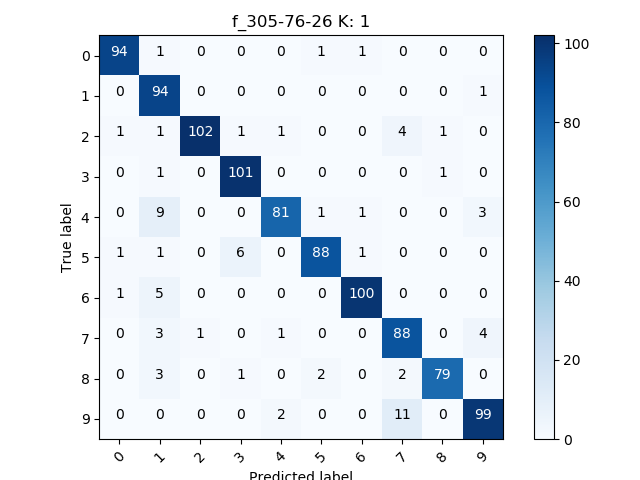 f_305-76-26 K: 1
0 94 1 0 0 0 1 1 0 0 0
1 0 94 0 0 0 0 0 0 0 1
2 1 1 102 1 1 0 0 4 1 0
3 0 1 0 101 0 0 0 0 1 0
4 0 9 0 0 81 1 1 0 0 3
5 1 1 0 6 0 88 1 0 0 0
6 1 5 0 0 0 0 100 0 0 0
7 0 3 1 0 1 0 0 88 0 4
8 0 3 0 1 0 2 0 2 79 0
9 0 0 0 0 2 0 0 11 0 99
0 1 2 3 4 5 6 7 8 9
True label
Predicted label
100
80
60
40
20
0